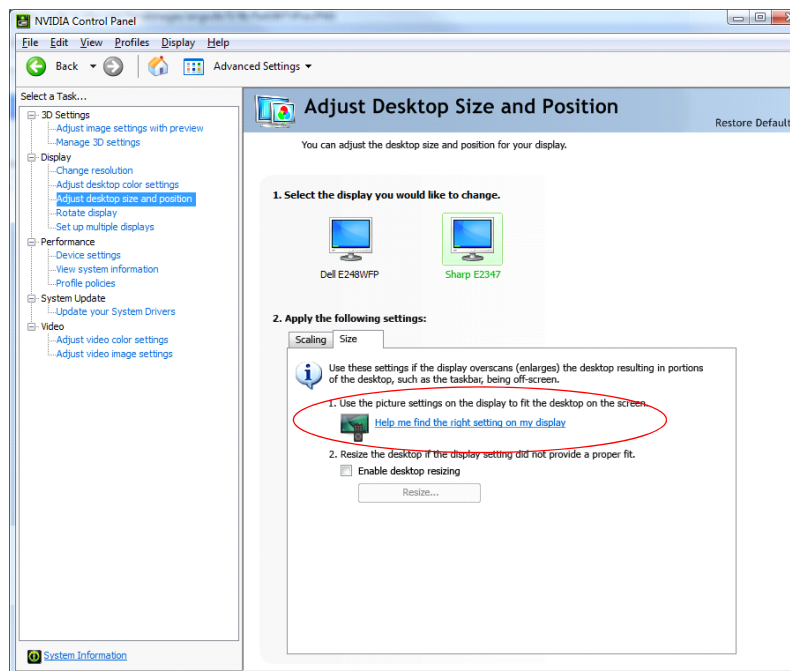 NVIDIA Control Panel
File Edit View Profiles Display Help
Back Advanced Settings
Select a Task...
3D Settings
Adjust image settings with preview
Manage 3D settings
Display
Change resolution
Adjust desktop color settings
Adjust desktop size and position
Rotate display
Set up multiple displays
Performance
Device settings
View system information
Profile policies
System Update
Update your System Drivers
Video
Adjust video color settings
Adjust video image settings
System Information
Adjust Desktop Size and Position
Restore Default
You can adjust the desktop size and position for your display.
1. Select the display you would like to change.
Dell E248WFP Sharp E2347
2. Apply the following settings:
Scaling Size
Use these settings if the display overscans (enlarges) the desktop resulting in portions
of the desktop, such as the taskbar, being off-screen.
1. Use the picture settings on the display to fit the desktop on the screen.
Help me find the right setting on my display
2. Resize the desktop if the display setting did not provide a proper fit.
Enable desktop resizing
Resize...